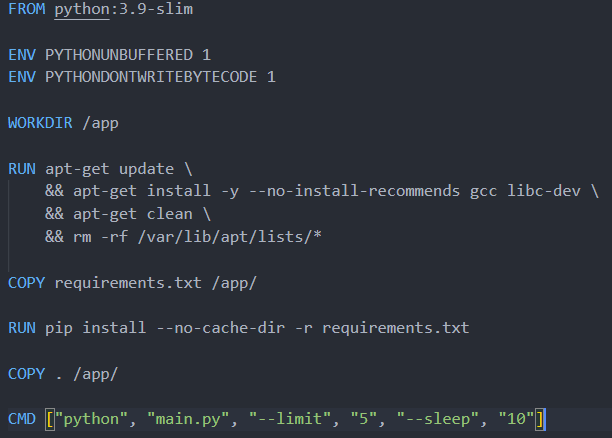 FROM python:3.9-slim
ENV PYTHONUNBUFFERED 1
ENV PYTHONDONTWRITEBYTECODE 1
WORKDIR /app
RUN apt-get update \
    && apt-get install -y --no-install-recommends gcc libc-dev \
    && apt-get clean \
    && rm -rf /var/lib/apt/lists/*
COPY requirements.txt /app/
RUN pip install --no-cache-dir -r requirements.txt
COPY . /app/
CMD ["python", "main.py", "--limit", "5", "--sleep", "10"]